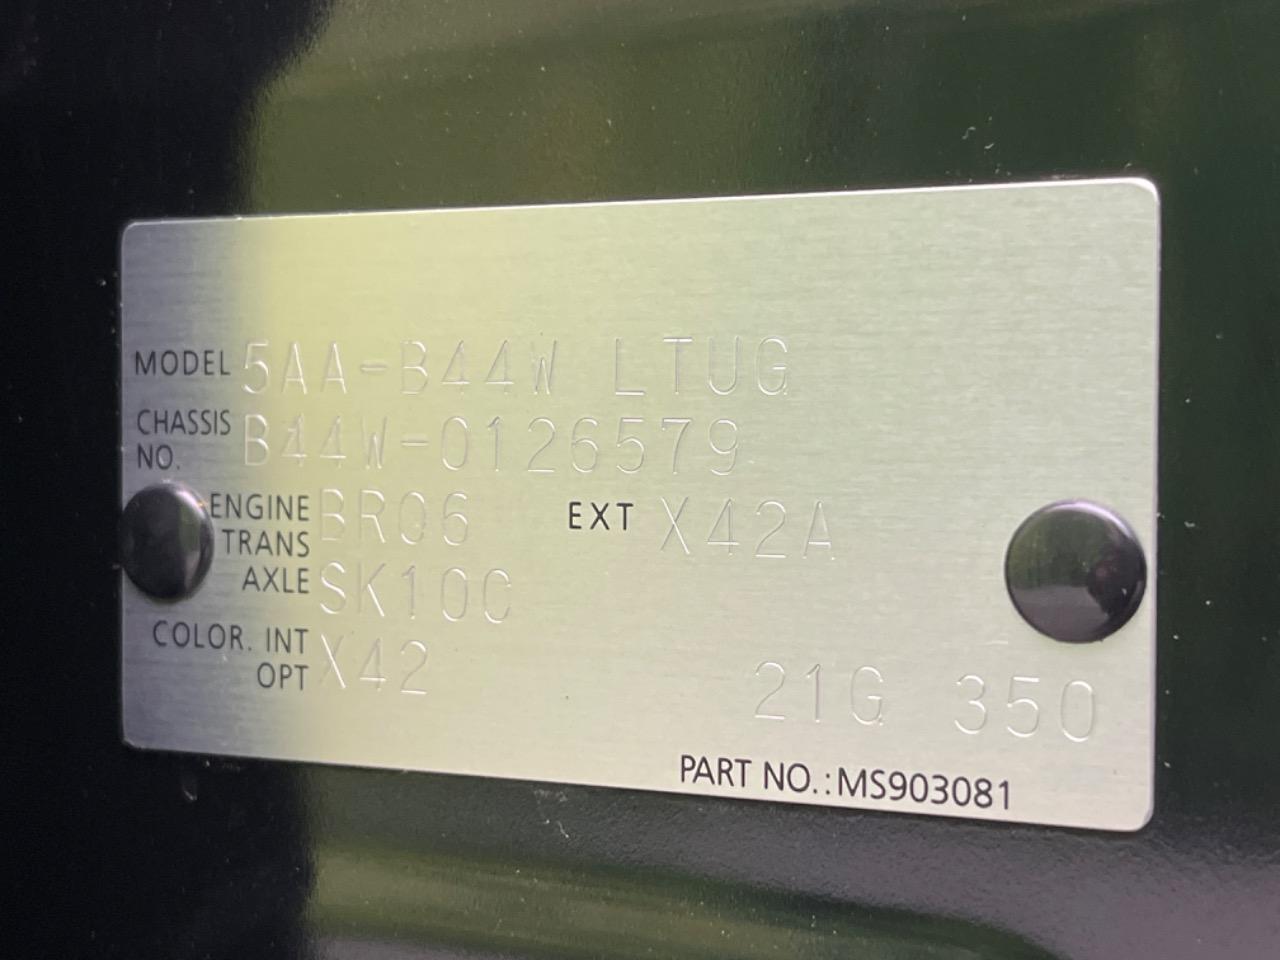 MODEL 5AA-B44W LTUG
CHASSIS NO. B44W-0126579
ENGINE BR06 EXT X42A
TRANS
AXLE SK10C
COLOR. INT X42
OPT 21G 350
PART NO.:MS903081